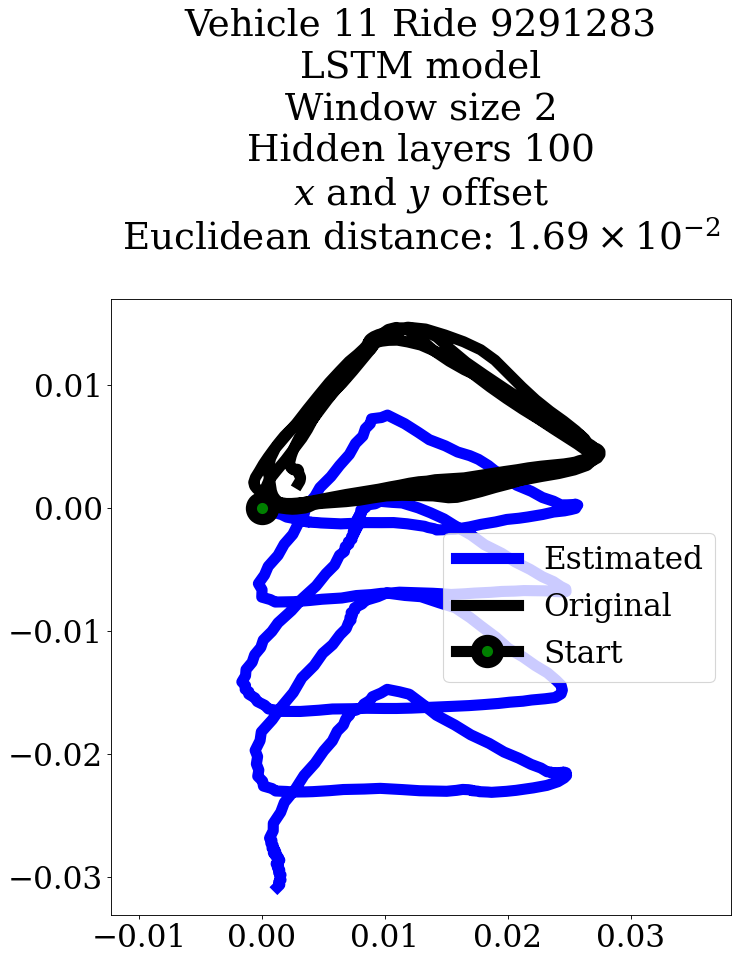 Vehicle 11 Ride 9291283
LSTM model
Window size 2
Hidden layers 100
x and y offset
Euclidean distance: 1.69 × 10⁻²
0.01
0.00
−0.01
−0.02
−0.03
Estimated
Original
Start
−0.01 0.00 0.01 0.02 0.03